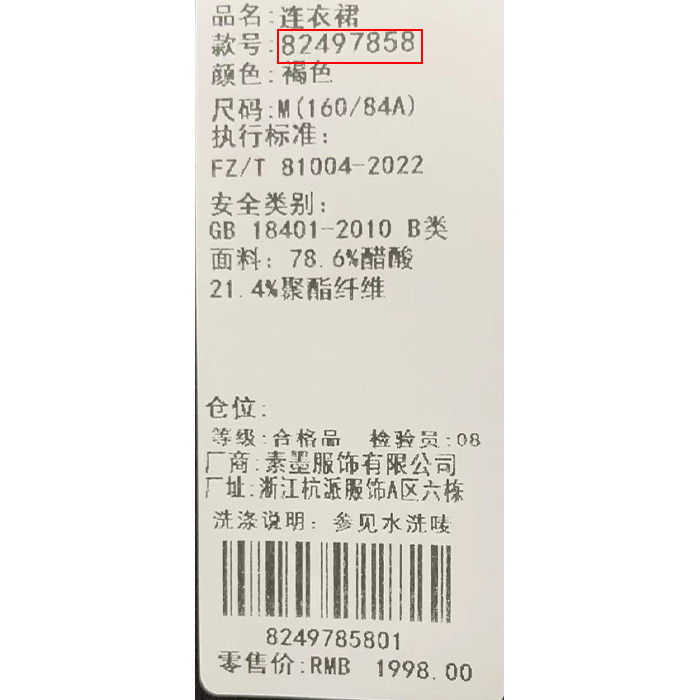 品名:连衣裙
款号:82497858
颜色:褐色
尺码:M(160/84A)
执行标准:
FZ/T 81004-2022
安全类别:
GB 18401-2010 B类
面料: 78.6%醋酸
21.4%聚酯纤维
仓位:
等级:合格品 检验员:08
厂商:素墨服饰有限公司
厂址:浙江杭派服饰A区六栋
洗涤说明: 参见水洗唛
8249785801
零售价:RMB 1998.00